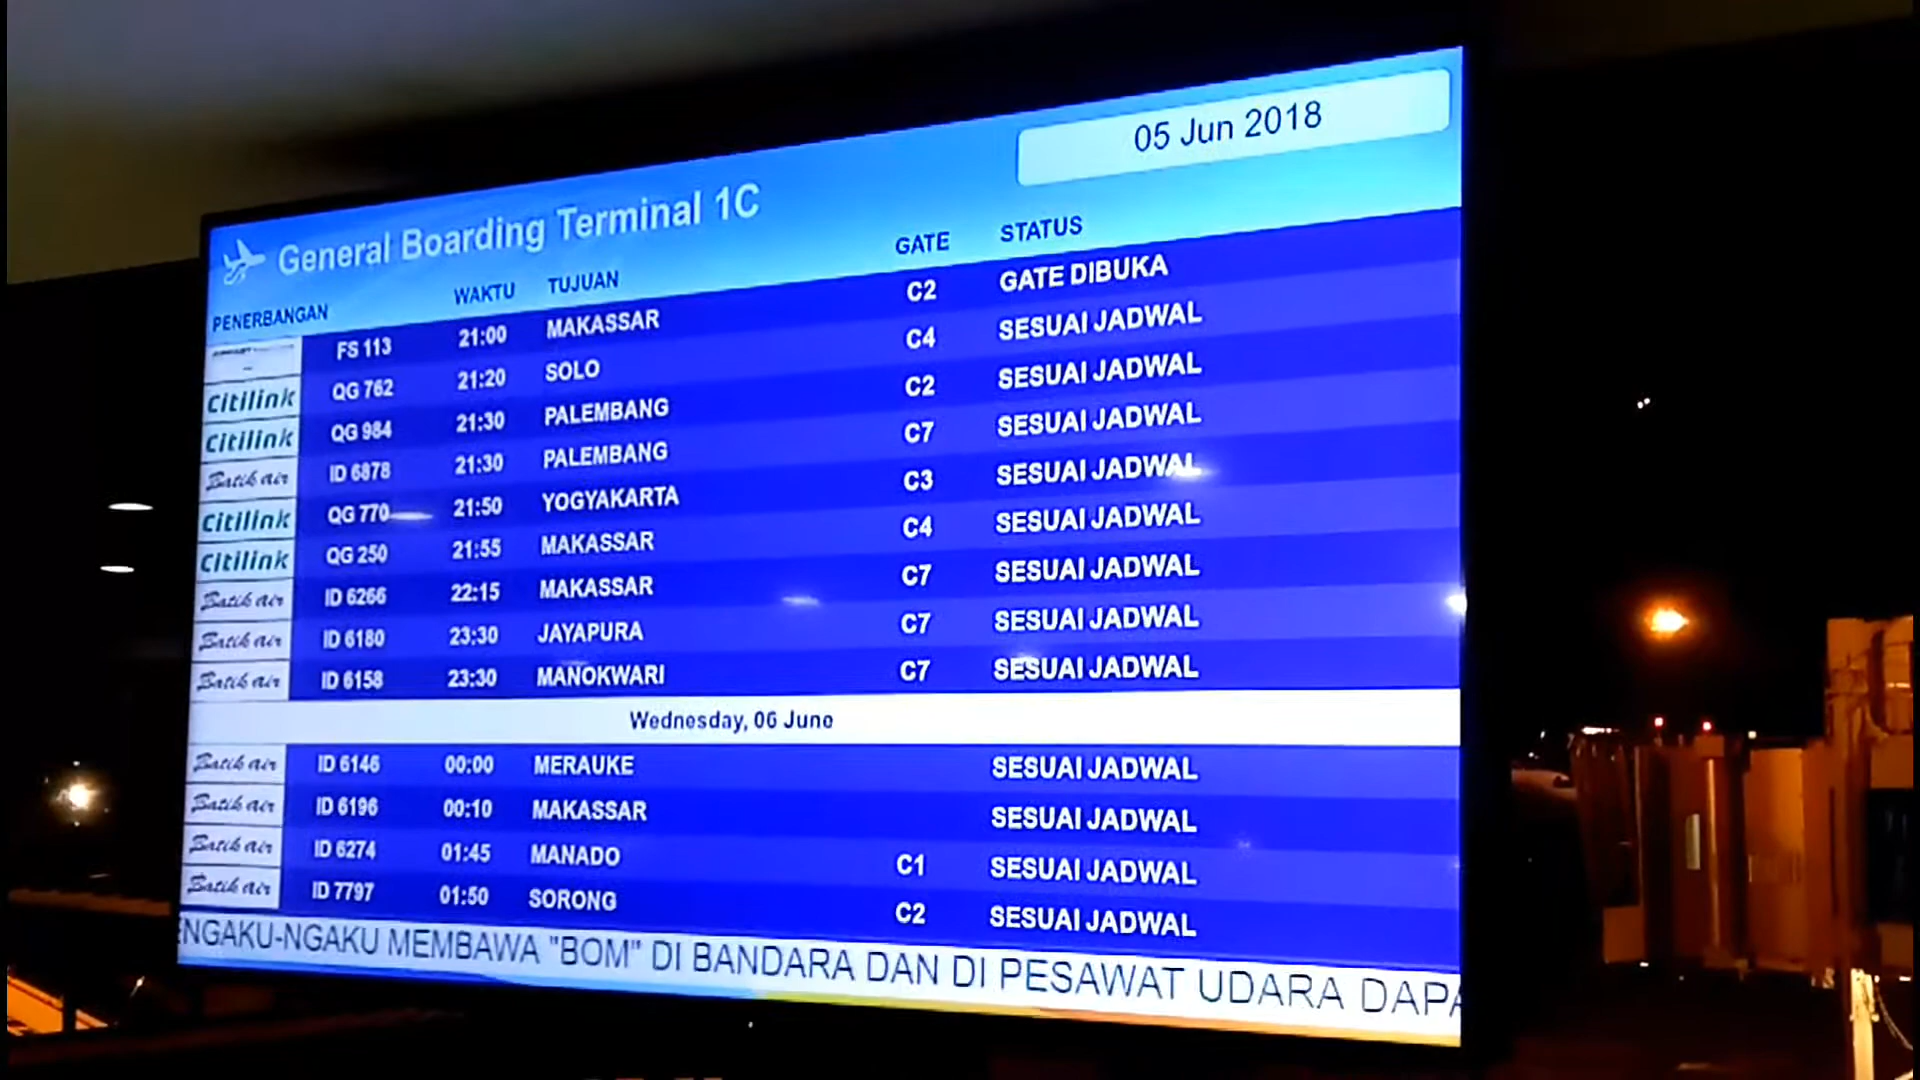 05 Jun 2018
General Boarding Terminal 1C
PENERBANGAN WAKTU TUJUAN GATE STATUS
FS 113 21:00 MAKASSAR C2 GATE DIBUKA
Citilink QG 762 21:20 SOLO C4 SESUAI JADWAL
Citilink QG 984 21:30 PALEMBANG C2 SESUAI JADWAL
Batik air ID 6878 21:30 PALEMBANG C7 SESUAI JADWAL
Citilink QG 770 21:50 YOGYAKARTA C3 SESUAI JADWAL
Citilink QG 250 21:55 MAKASSAR C4 SESUAI JADWAL
Batik air ID 6266 22:15 MAKASSAR C7 SESUAI JADWAL
Batik air ID 6180 23:30 JAYAPURA C7 SESUAI JADWAL
Batik air ID 6158 23:30 MANOKWARI C7 SESUAI JADWAL
Wednesday, 06 June
Batik air ID 6146 00:00 MERAUKE SESUAI JADWAL
Batik air ID 6196 00:10 MAKASSAR SESUAI JADWAL
Batik air ID 6274 01:45 MANADO C1 SESUAI JADWAL
Batik air ID 7797 01:50 SORONG C2 SESUAI JADWAL
ENGAKU-NGAKU MEMBAWA "BOM" DI BANDARA DAN DI PESAWAT UDARA DAPA